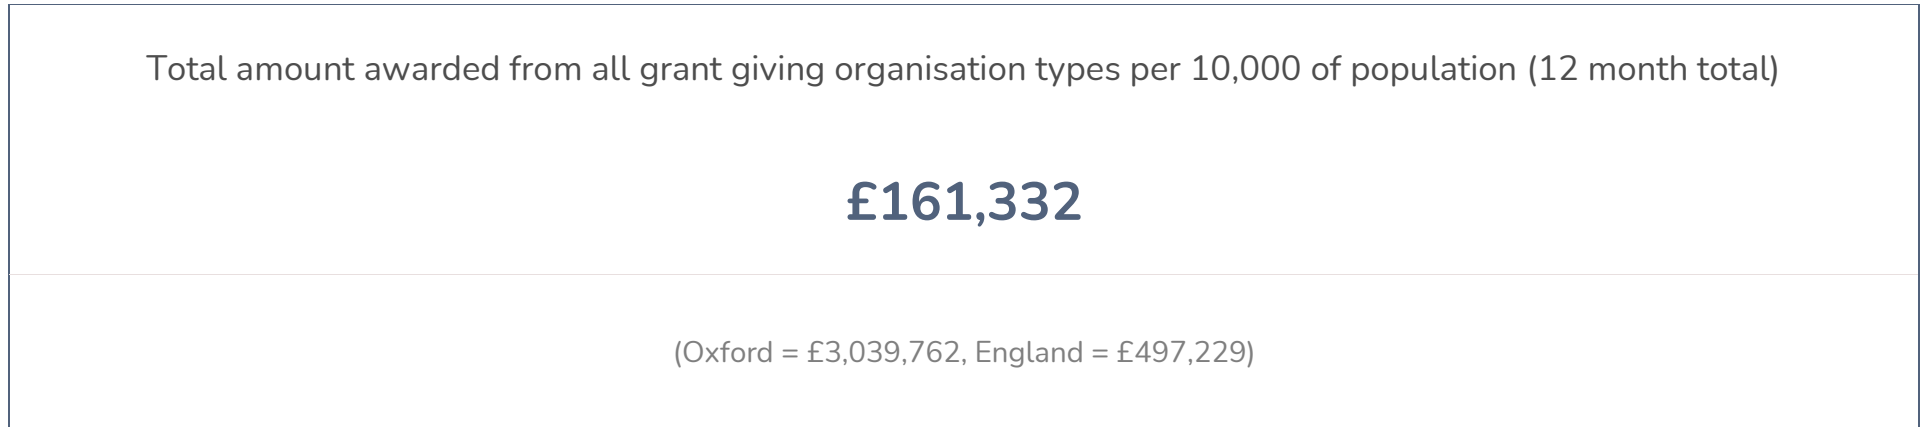 Total amount awarded from all grant giving organisation types per 10,000 of population (12 month total)
£161,332
(Oxford = £3,039,762, England = £497,229)